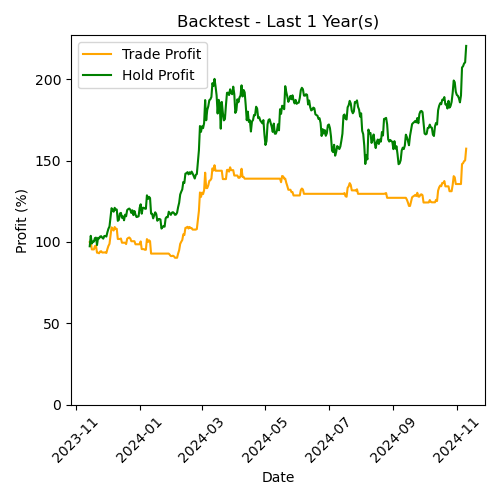 Backtest - Last 1 Year(s)
Trade Profit
Hold Profit
Profit (%)
200
150
100
50
0
2023-11
2024-01
2024-03
2024-05
2024-07
2024-09
2024-11
Date